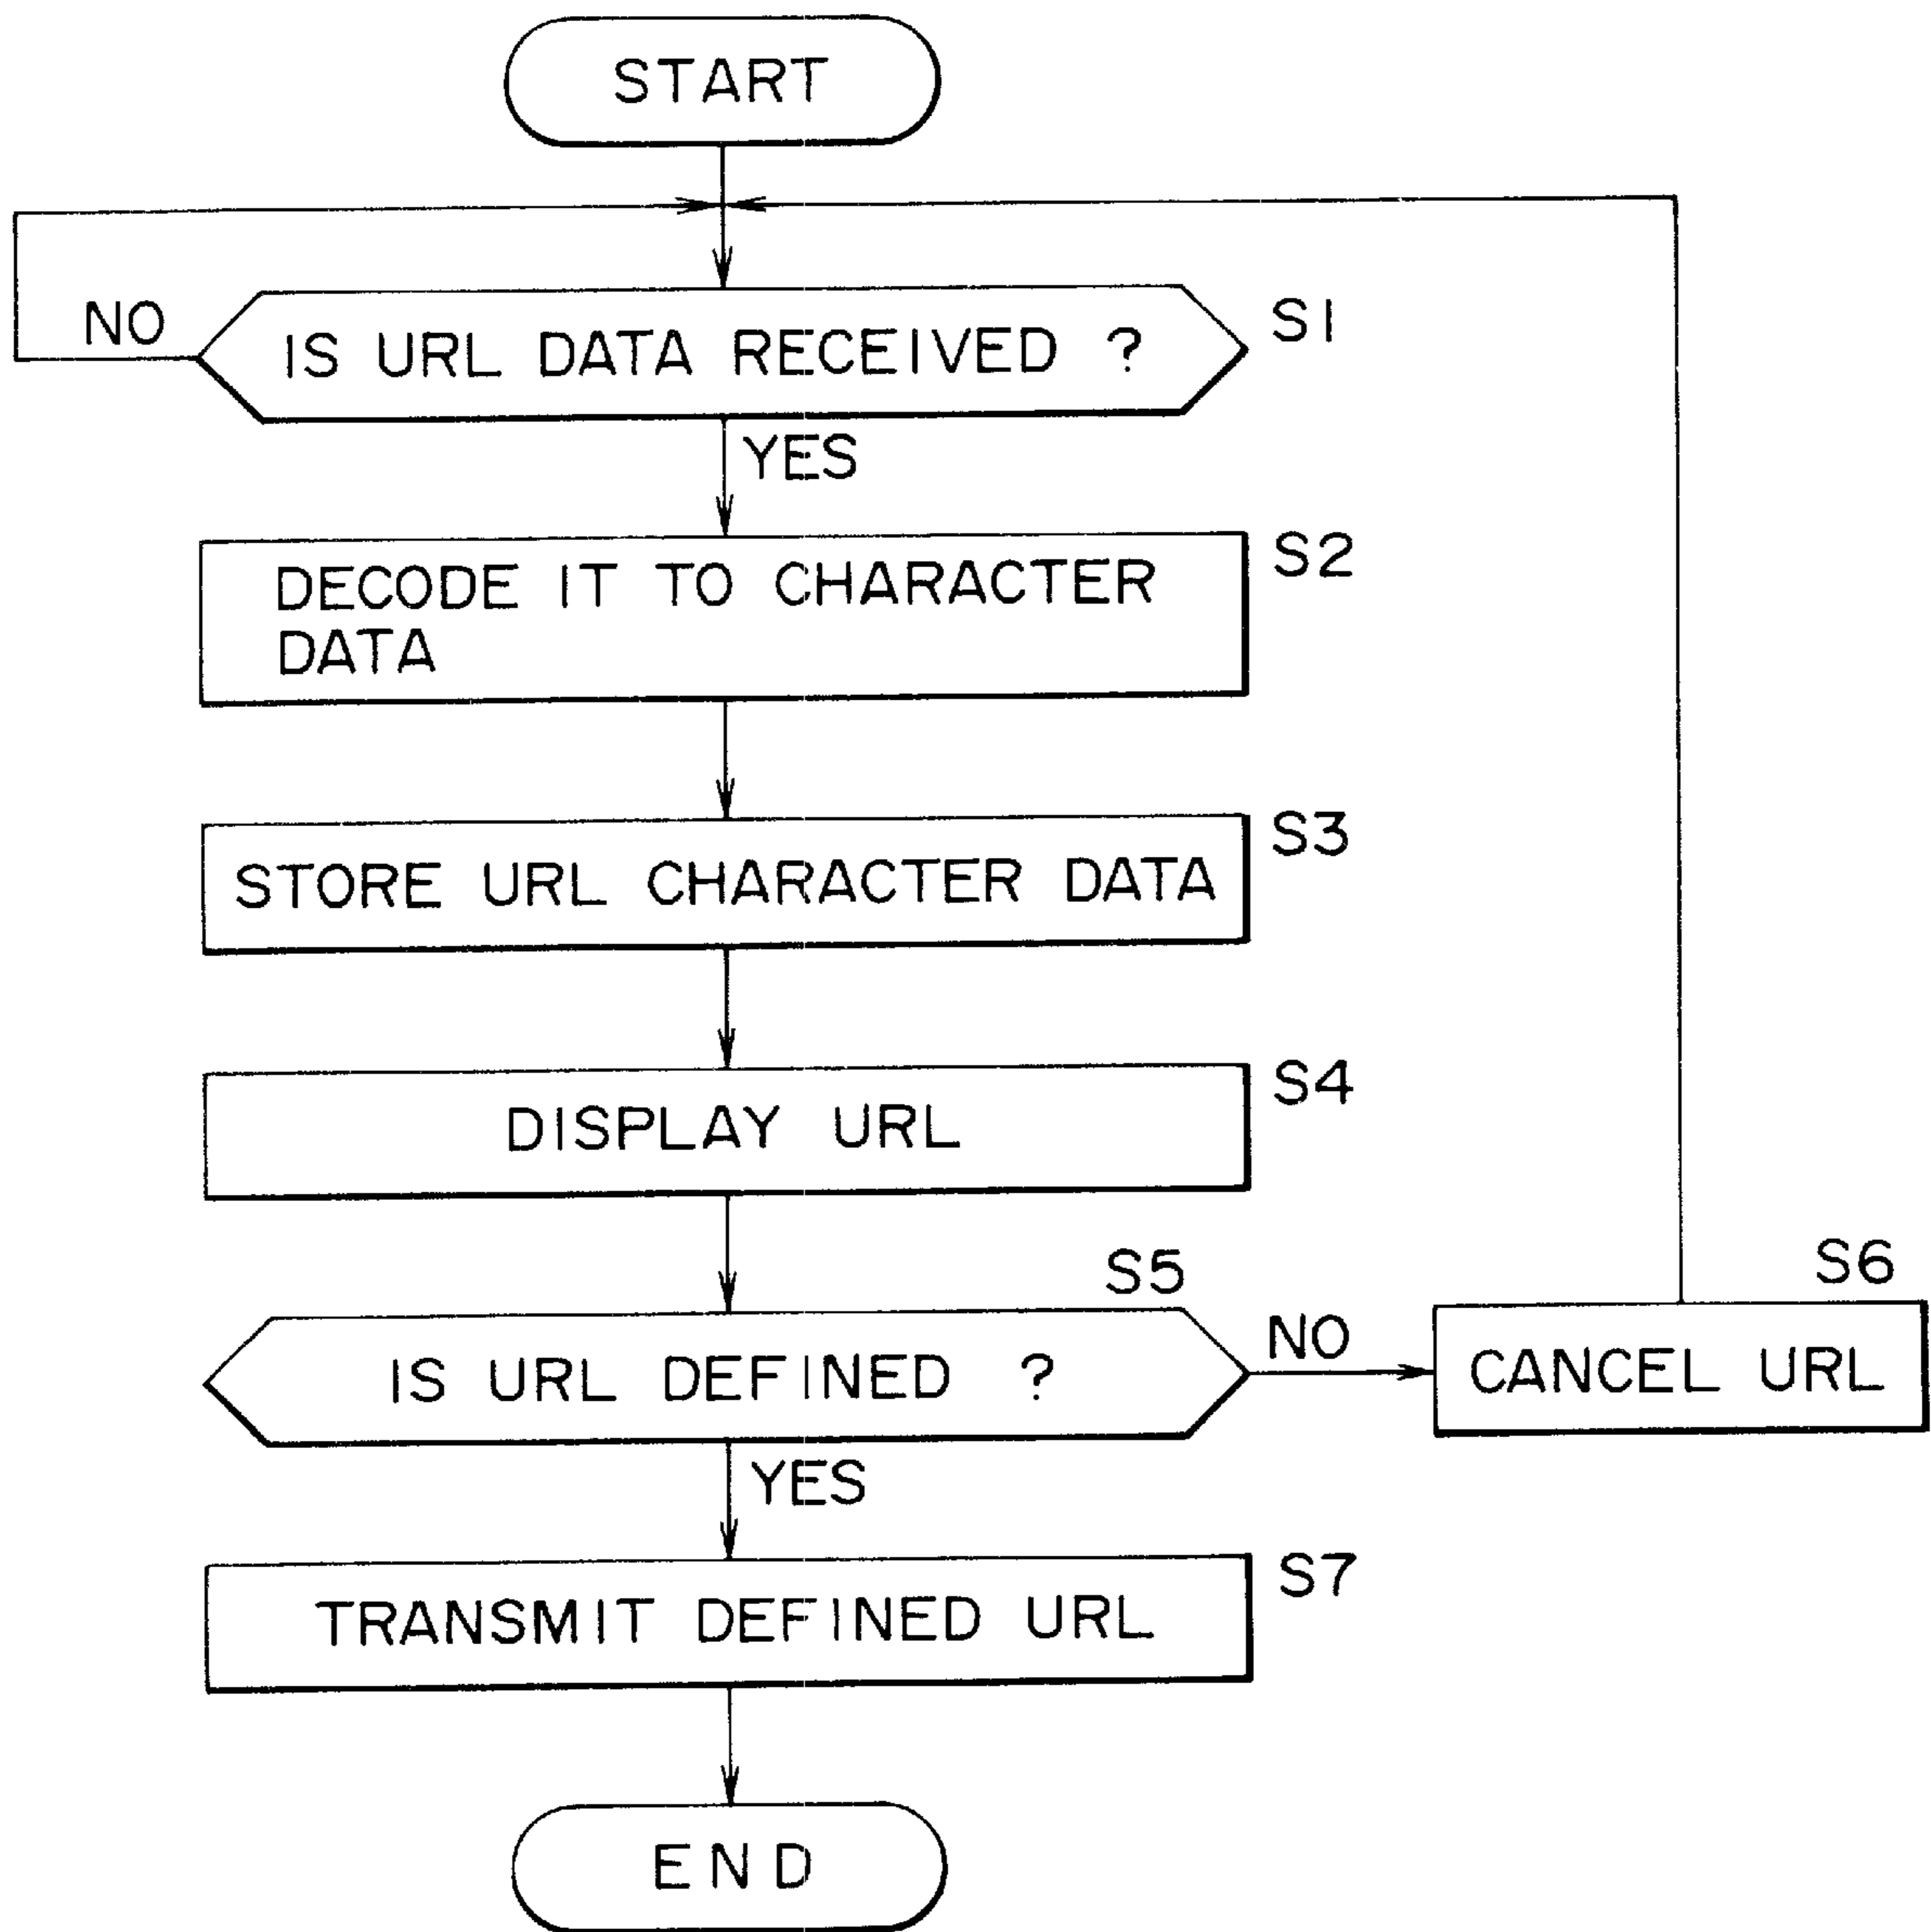 START
NO
IS URL DATA RECEIVED ?
S1
YES
DECODE IT TO CHARACTER
DATA
S2
STORE URL CHARACTER DATA
S3
DISPLAY URL
S4
IS URL DEFINED ?
S5
NO
CANCEL URL
S6
YES
TRANSMIT DEFINED URL
S7
END